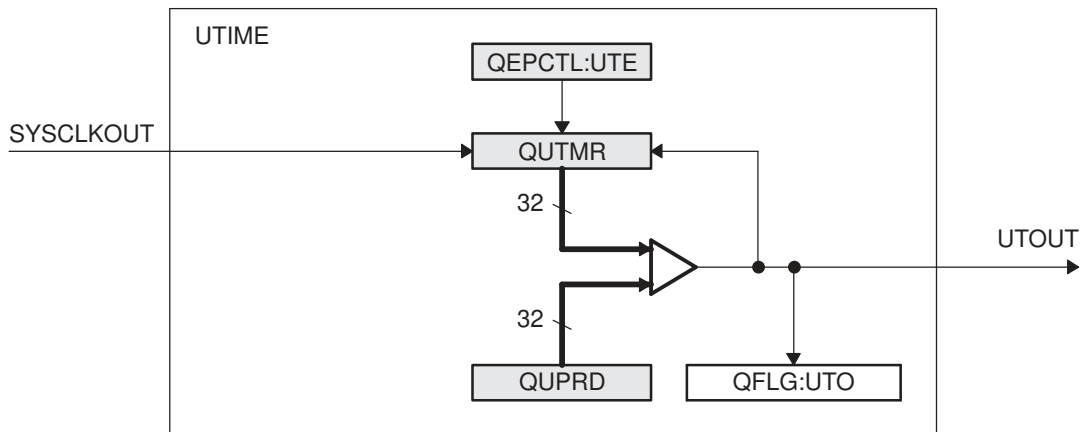 UTIME
QEPCTL:UTE
SYSCLKOUT
QUTMR
32
UTOUT
32
QUPRD
QFLG:UTO